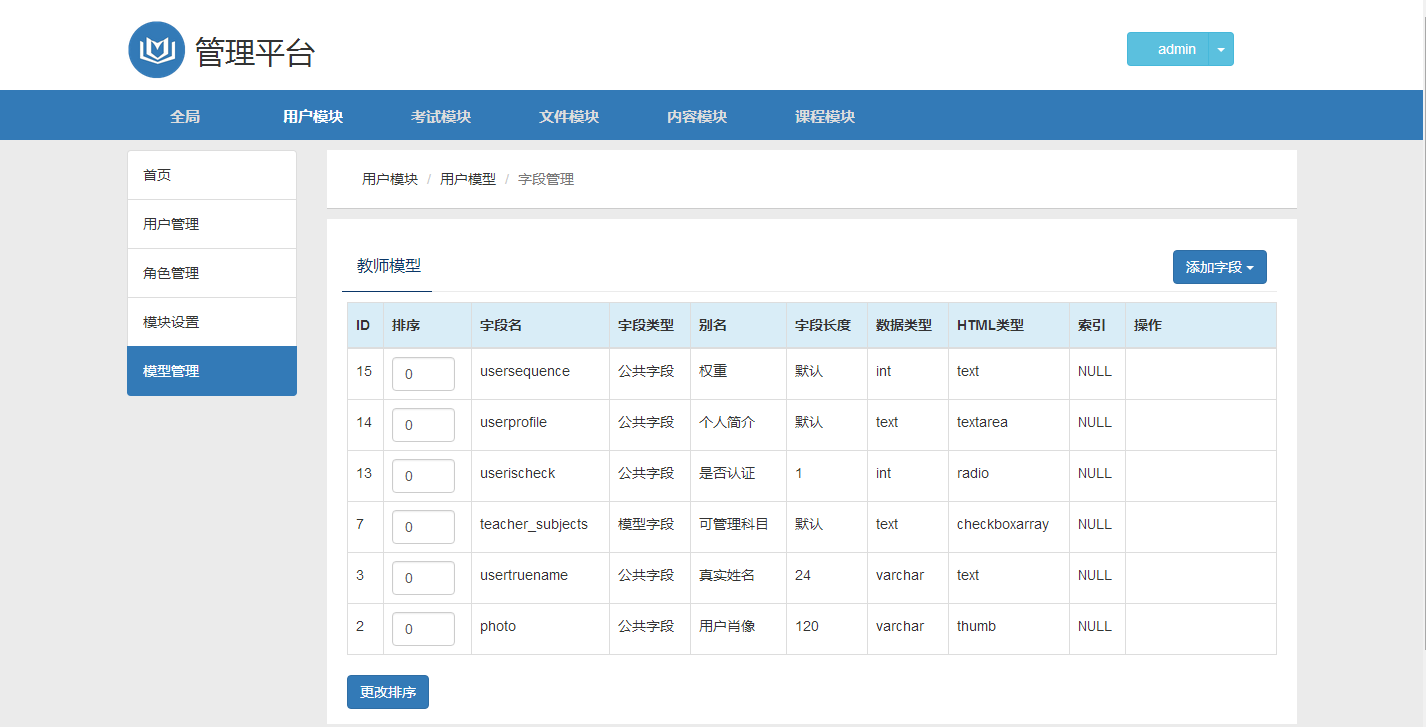 管理平台
admin
全局 用户模块 考试模块 文件模块 内容模块 课程模块
首页
用户管理
角色管理
模块设置
模型管理
用户模块 / 用户模型 / 字段管理
教师模型
添加字段
ID 排序 字段名 字段类型 别名 字段长度 数据类型 HTML类型 索引 操作
15 0 usersequence 公共字段 权重 默认 int text NULL
14 0 userprofile 公共字段 个人简介 默认 text textarea NULL
13 0 userischeck 公共字段 是否认证 1 int radio NULL
7 0 teacher_subjects 模型字段 可管理科目 默认 text checkboxarray NULL
3 0 usertruename 公共字段 真实姓名 24 varchar text NULL
2 0 photo 公共字段 用户肖像 120 varchar thumb NULL
更改排序